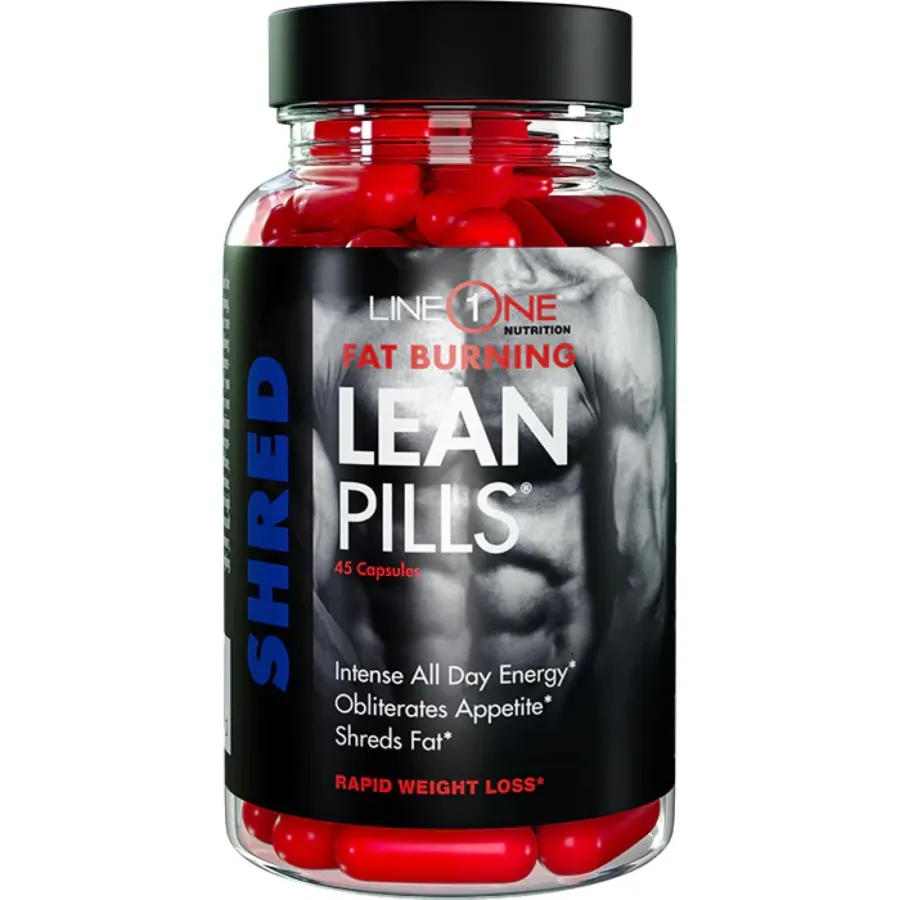 LINE 1 ONE
NUTRITION
FAT BURNING
LEAN
PILLS®
45 Capsules
SHRED
Intense All Day Energy*
Obliterates Appetite*
Shreds Fat*
RAPID WEIGHT LOSS*